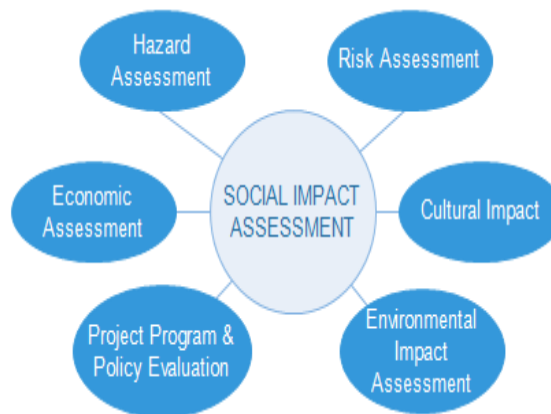 Hazard
Assessment
Risk Assessment
Economic
Assessment
SOCIAL IMPACT
ASSESSMENT
Cultural Impact
Project Program &
Policy Evaluation
Environmental
Impact
Assessment